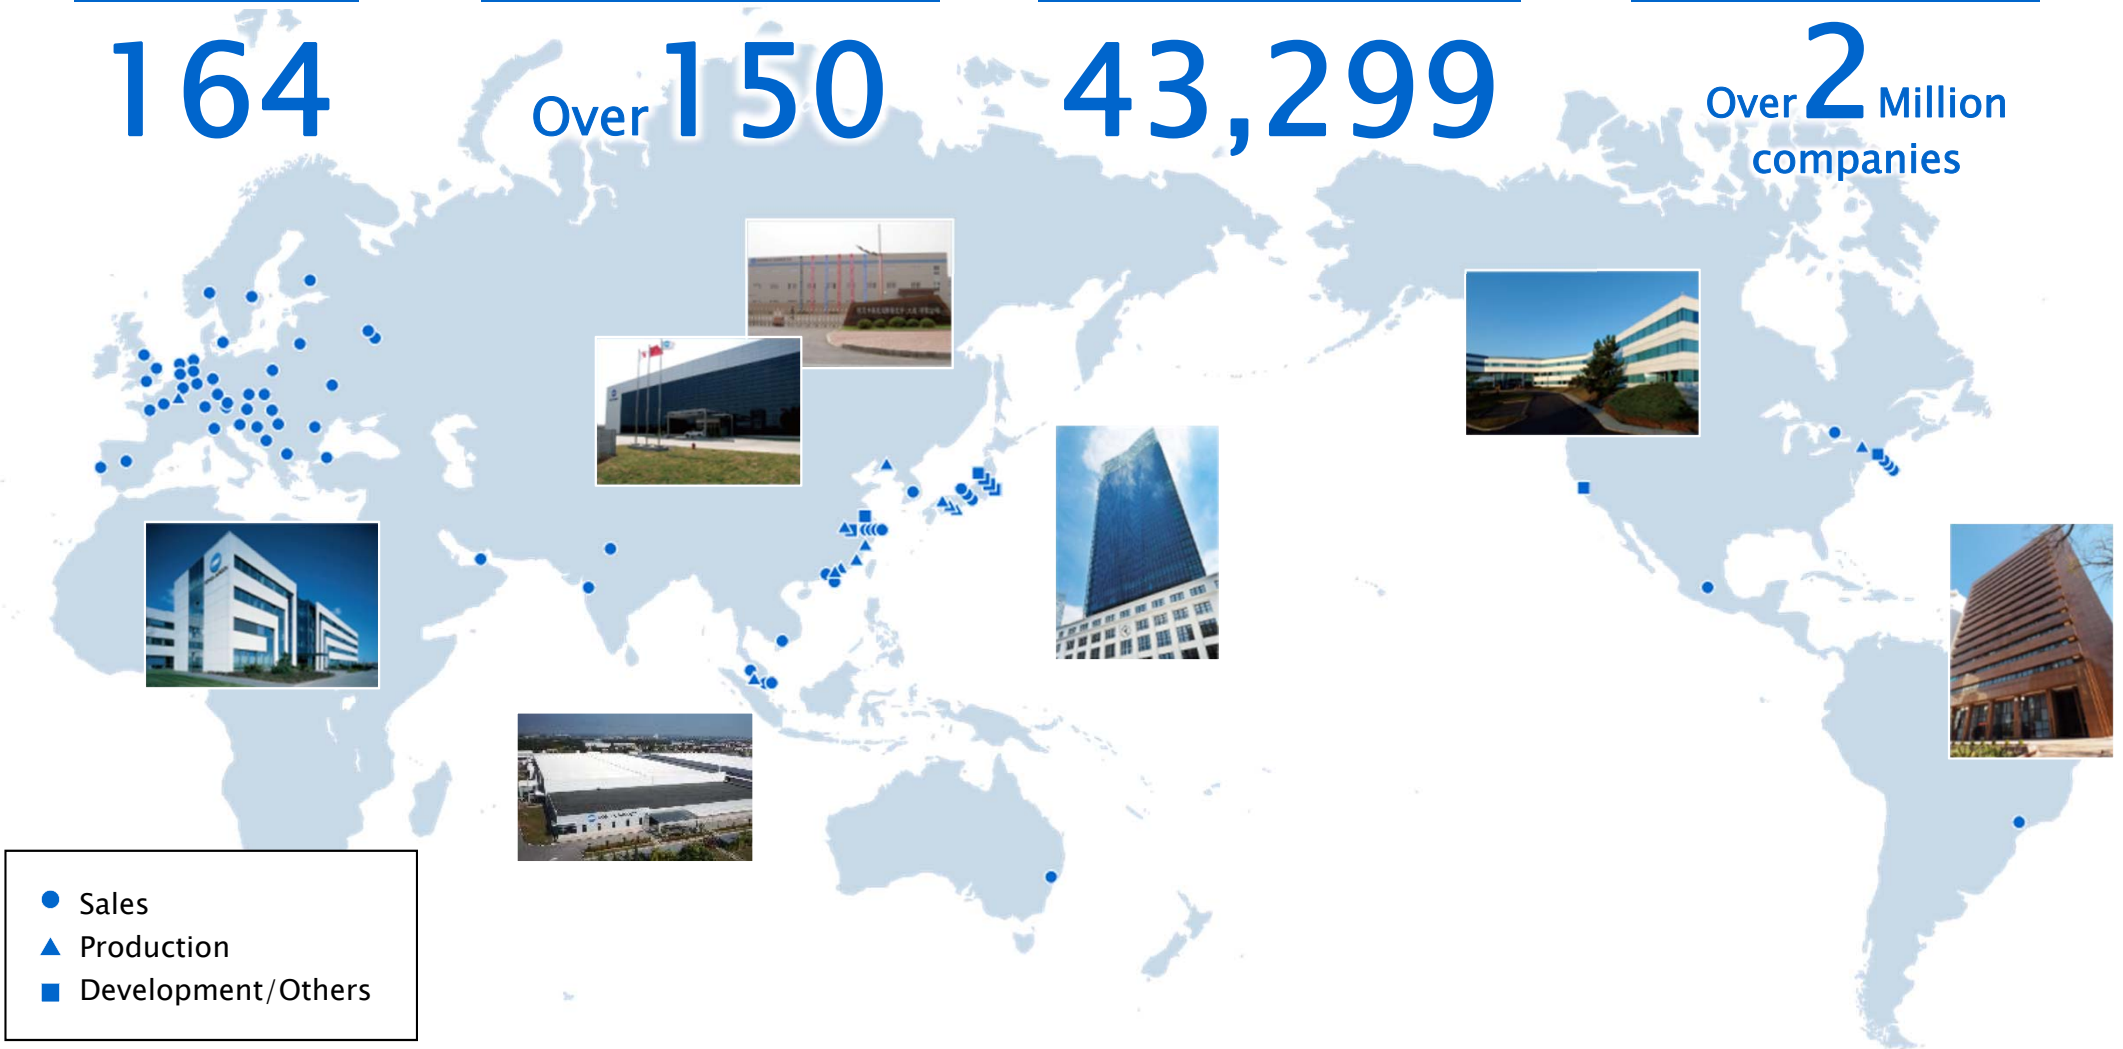 164
Over 150
43,299
Over 2 Million
companies
Sales
Production
Development/Others